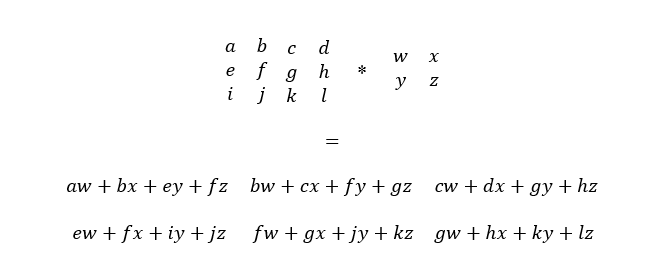 a b c d
e f g h * w x
i j k l y z
=
aw + bx + ey + fz bw + cx + fy + gz cw + dx + gy + hz
ew + fx + iy + jz fw + gx + jy + kz gw + hx + ky + lz